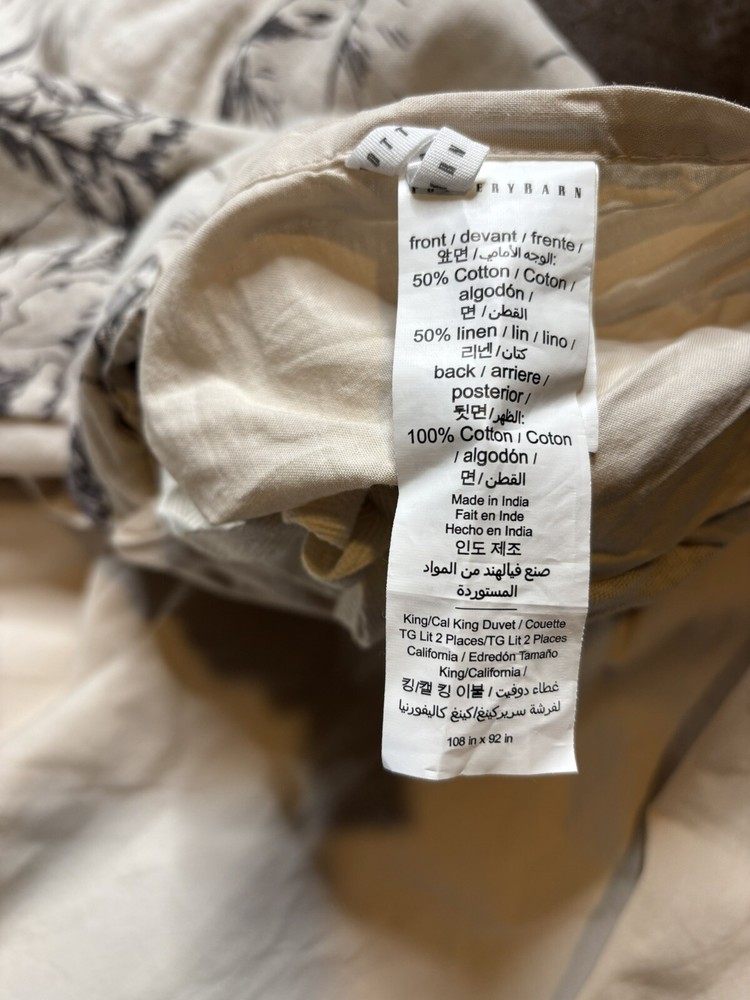 OTT
RN
ERYBARN
front / devant / frente /
앞면 / الوجه الأمامي:
50% Cotton / Coton /
algodón /
면 / القطن
50% linen / lin / lino /
리넨/كتان
back / arriere /
posterior /
뒷면/الظهر:
100% Cotton / Coton
/ algodón /
면/القطن
Made in India
Fait en Inde
Hecho en India
인도 제조
صنع فيالهند من المواد
المستوردة
King/Cal King Duvet / Couette
TG Lit 2 Places/TG Lit 2 Places
California / Edredón Tamaño
King/California /
킹/캘 킹 이불 / غطاء دوفيت
لفرشة سريركينغ/كينغ كاليفورنيا
108 in x 92 in